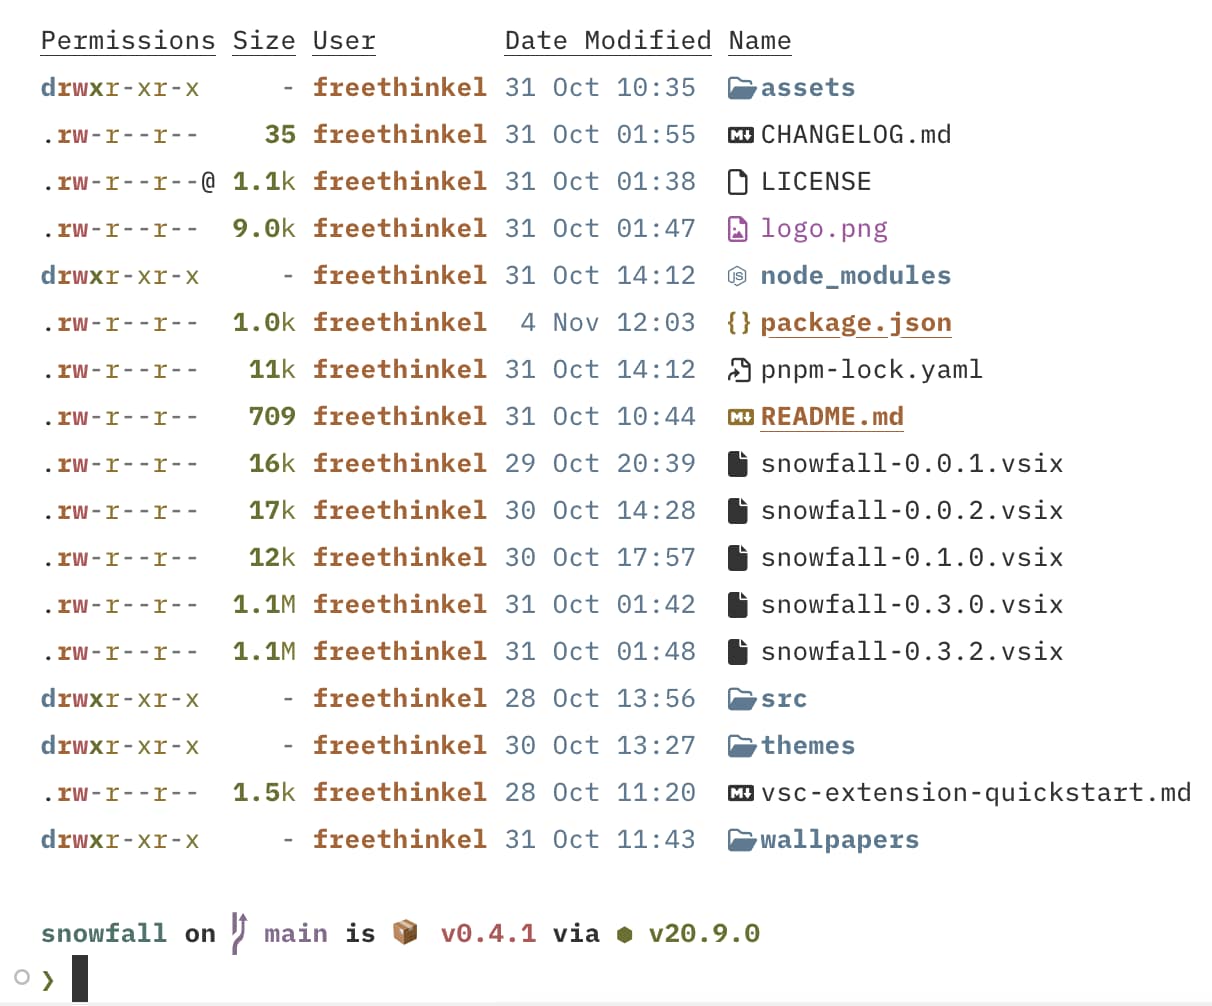 Permissions Size User Date Modified Name
drwxr-xr-x - freethinkel 31 Oct 10:35 assets
.rw-r--r-- 35 freethinkel 31 Oct 01:55 CHANGELOG.md
.rw-r--r--@ 1.1k freethinkel 31 Oct 01:38 LICENSE
.rw-r--r-- 9.0k freethinkel 31 Oct 01:47 logo.png
drwxr-xr-x - freethinkel 31 Oct 14:12 node_modules
.rw-r--r-- 1.0k freethinkel 4 Nov 12:03 {} package.json
.rw-r--r-- 11k freethinkel 31 Oct 14:12 pnpm-lock.yaml
.rw-r--r-- 709 freethinkel 31 Oct 10:44 README.md
.rw-r--r-- 16k freethinkel 29 Oct 20:39 snowfall-0.0.1.vsix
.rw-r--r-- 17k freethinkel 30 Oct 14:28 snowfall-0.0.2.vsix
.rw-r--r-- 12k freethinkel 30 Oct 17:57 snowfall-0.1.0.vsix
.rw-r--r-- 1.1M freethinkel 31 Oct 01:42 snowfall-0.3.0.vsix
.rw-r--r-- 1.1M freethinkel 31 Oct 01:48 snowfall-0.3.2.vsix
drwxr-xr-x - freethinkel 28 Oct 13:56 src
drwxr-xr-x - freethinkel 30 Oct 13:27 themes
.rw-r--r-- 1.5k freethinkel 28 Oct 11:20 vsc-extension-quickstart.md
drwxr-xr-x - freethinkel 31 Oct 11:43 wallpapers
snowfall on main is 📦 v0.4.1 via ⬢ v20.9.0
❯